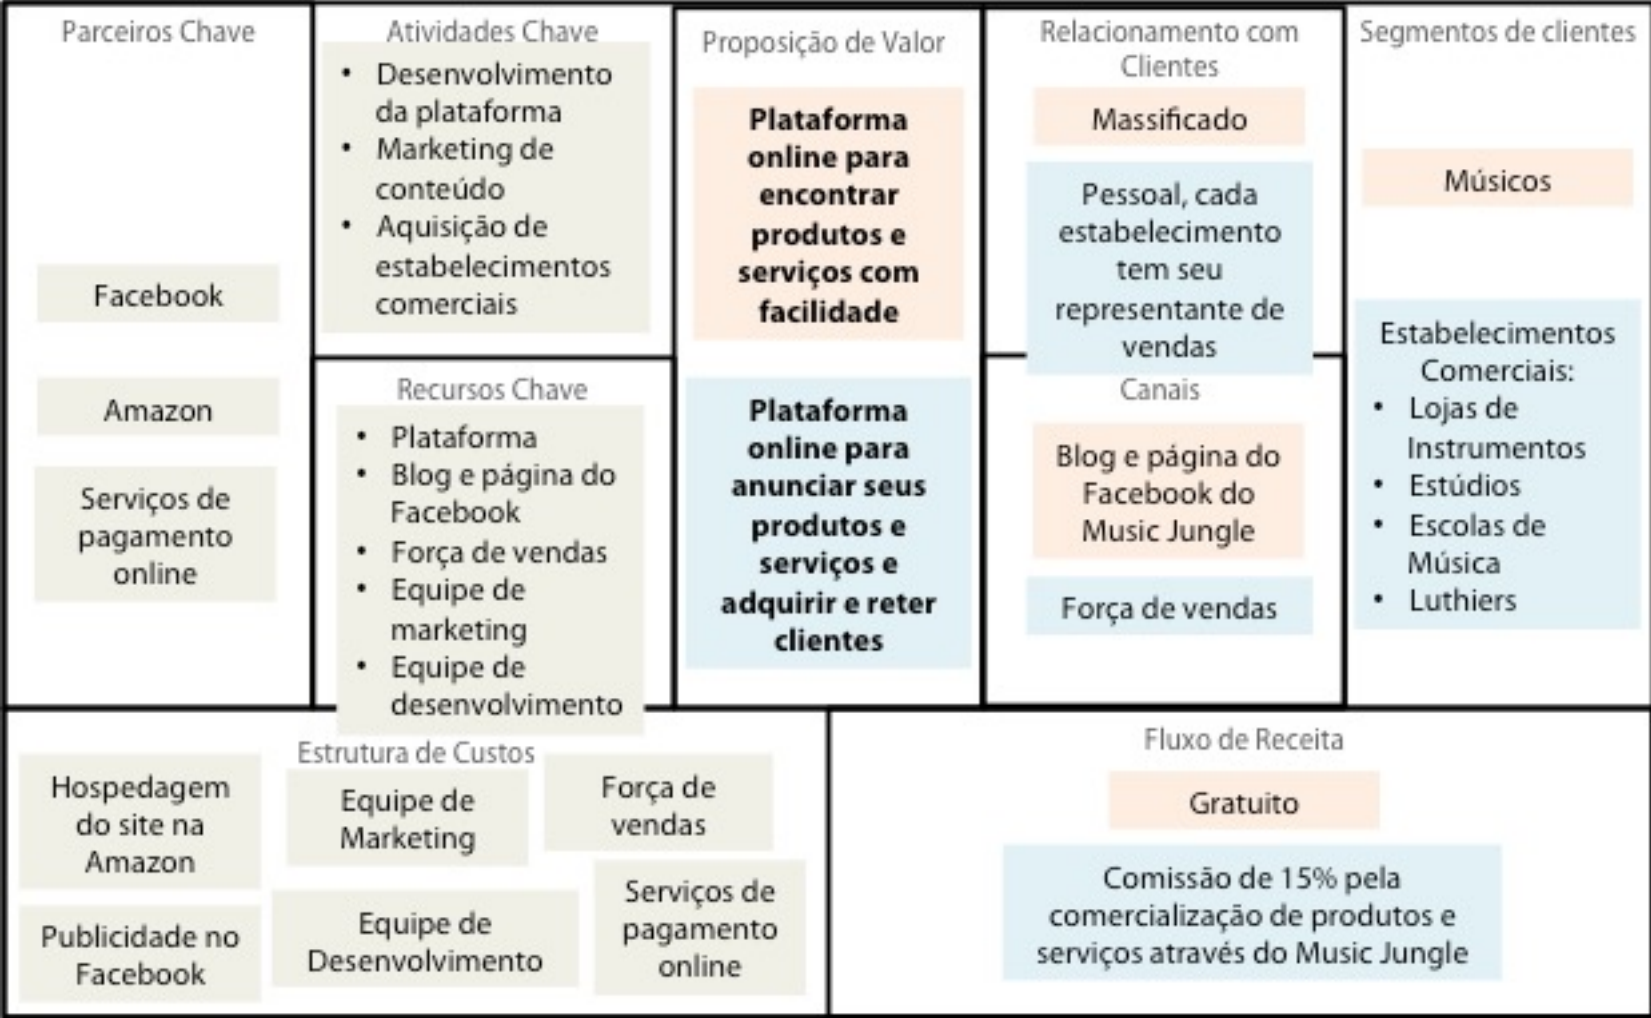 Parceiros Chave
Facebook
Amazon
Serviços de
pagamento
online
Atividades Chave
• Desenvolvimento
da plataforma
• Marketing de
conteúdo
• Aquisição de
estabelecimentos
comerciais
Recursos Chave
• Plataforma
• Blog e página do
Facebook
• Força de vendas
• Equipe de
marketing
• Equipe de
desenvolvimento
Proposição de Valor
Plataforma
online para
encontrar
produtos e
serviços com
facilidade
Plataforma
online para
anunciar seus
produtos e
serviços e
adquirir e reter
clientes
Relacionamento com
Clientes
Massificado
Pessoal, cada
estabelecimento
tem seu
representante de
vendas
Canais
Blog e página do
Facebook do
Music Jungle
Força de vendas
Segmentos de clientes
Músicos
Estabelecimentos
Comerciais:
• Lojas de
Instrumentos
• Estúdios
• Escolas de
Música
• Luthiers
Estrutura de Custos
Hospedagem
do site na
Amazon
Equipe de
Marketing
Força de
vendas
Publicidade no
Facebook
Equipe de
Desenvolvimento
Serviços de
pagamento
online
Fluxo de Receita
Gratuito
Comissão de 15% pela
comercialização de produtos e
serviços através do Music Jungle